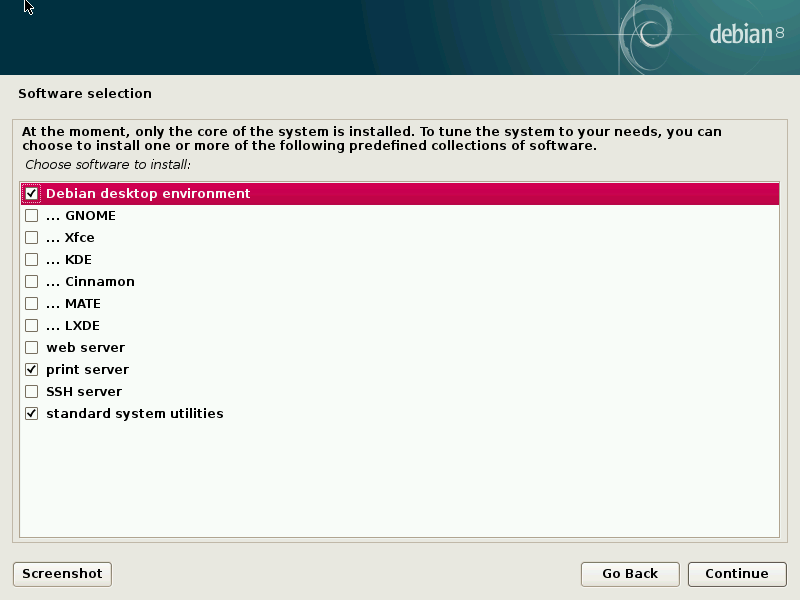 debian 8
Software selection
At the moment, only the core of the system is installed. To tune the system to your needs, you can
choose to install one or more of the following predefined collections of software.
Choose software to install:
Debian desktop environment
... GNOME
... Xfce
... KDE
... Cinnamon
... MATE
... LXDE
web server
print server
SSH server
standard system utilities
Screenshot
Go Back
Continue